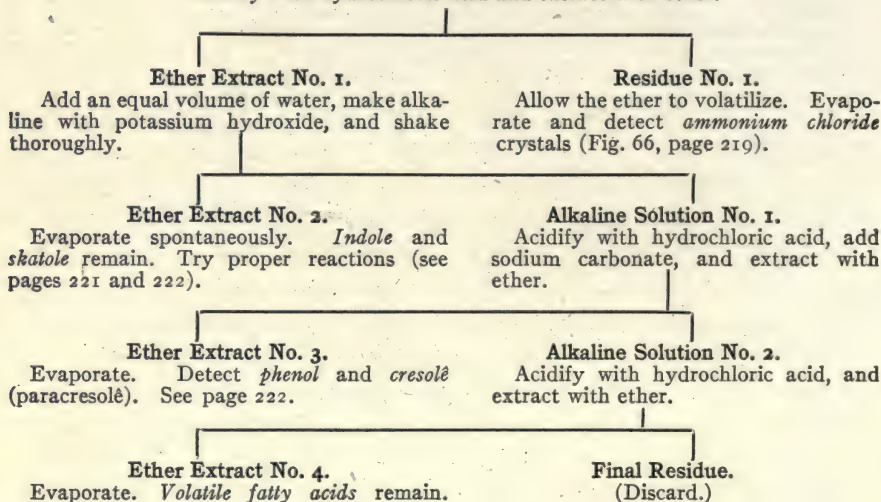 Ether Extract No. 1.
Add an equal volume of water, make alka-
line with potassium hydroxide, and shake
thoroughly.
Residue No. 1.
Allow the ether to volatilize. Evapo-
rate and detect ammonium chloride
crystals (Fig. 66, page 219).
Ether Extract No. 2.
Evaporate spontaneously. Indole and
skatole remain. Try proper reactions (see
pages 221 and 222).
Alkaline Solution No. 1.
Acidify with hydrochloric acid, add
sodium carbonate, and extract with
ether.
Ether Extract No. 3.
Evaporate. Detect phenol and cresolê
(paracresolê). See page 222.
Alkaline Solution No. 2.
Acidify with hydrochloric acid, and
extract with ether.
Ether Extract No. 4.
Evaporate. Volatile fatty acids remain.
Final Residue.
(Discard.)